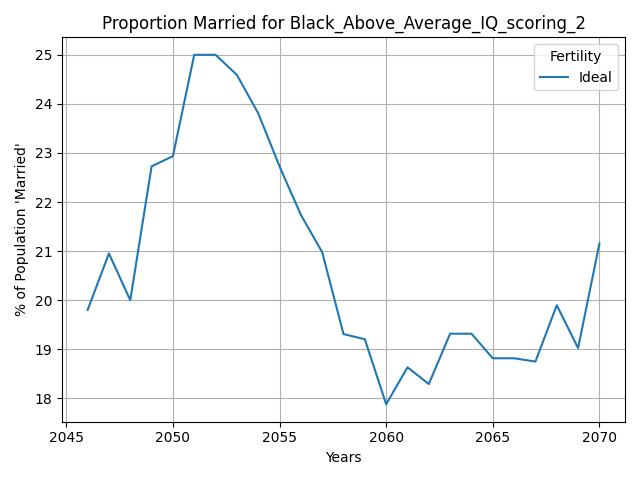 Proportion Married for Black_Above_Average_IQ_scoring_2
Fertility
Ideal
% of Population 'Married'
25
24
23
22
21
20
19
18
2045 2050 2055 2060 2065 2070
Years